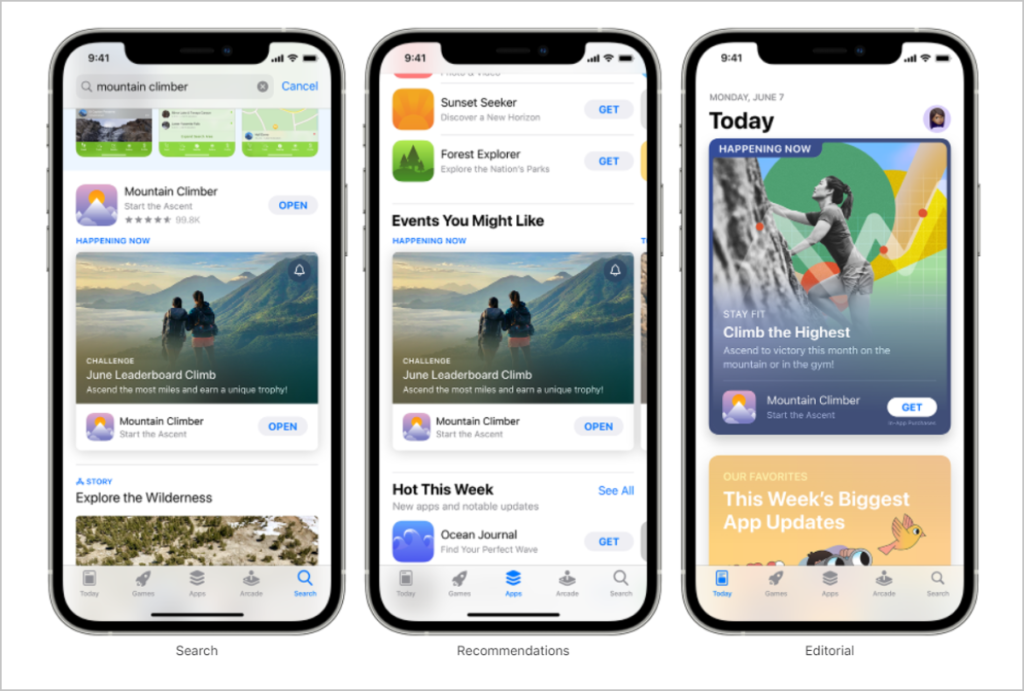 9:41
mountain climber
Cancel
Mountain Climber
Start the Ascent
99.8K
OPEN
HAPPENING NOW
CHALLENGE
June Leaderboard Climb
Ascend the most miles and earn a unique trophy!
Mountain Climber
Start the Ascent
OPEN
STORY
Explore the Wilderness
Today
Games
Apps
Arcade
Search
Search
9:41
Photo & Video
Sunset Seeker
Discover a New Horizon
GET
Forest Explorer
Explore the Nation's Parks
GET
Events You Might Like
HAPPENING NOW
CHALLENGE
June Leaderboard Climb
Ascend the most miles and earn a unique trophy!
Mountain Climber
Start the Ascent
OPEN
Hot This Week
See All
New apps and notable updates
Ocean Journal
Find Your Perfect Wave
GET
Today
Games
Apps
Arcade
Search
Recommendations
9:41
MONDAY, JUNE 7
Today
HAPPENING NOW
STAY FIT
Climb the Highest
Ascend to victory this month on the
mountain or in the gym!
Mountain Climber
Start the Ascent
GET
In-App Purchases
OUR FAVORITES
This Week's Biggest
App Updates
Today
Games
Apps
Arcade
Search
Editorial